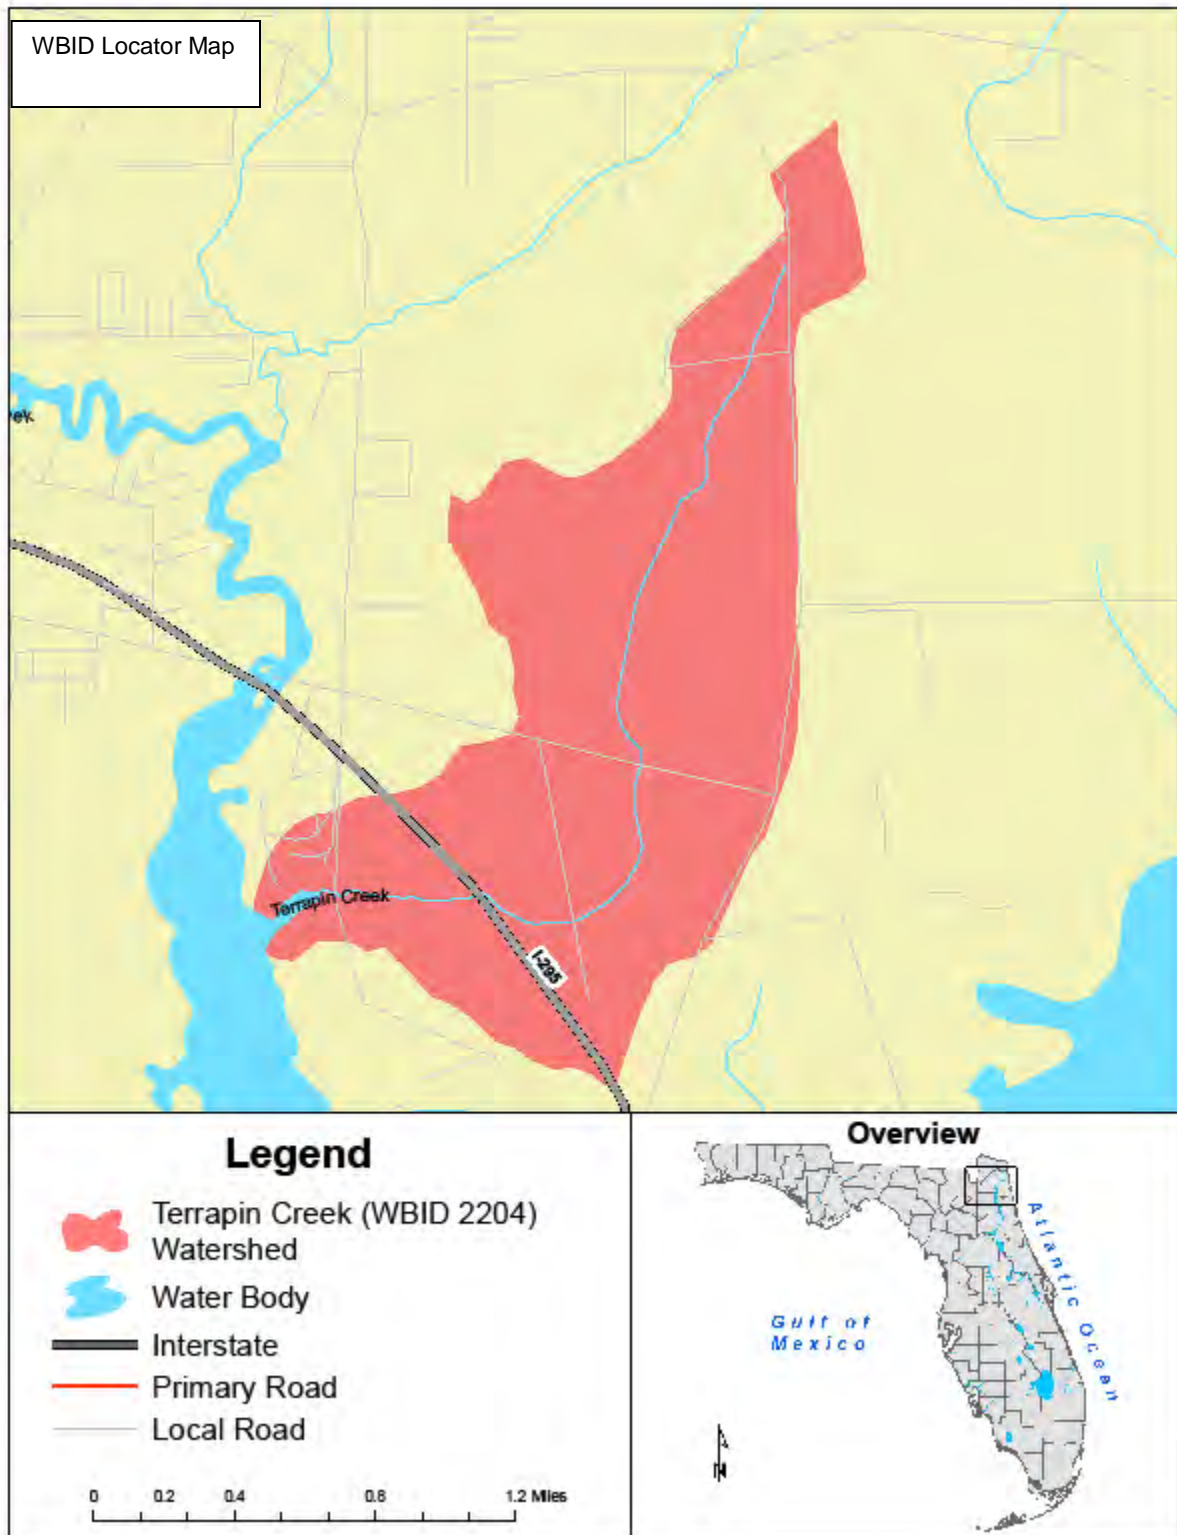 WBID Locator Map
ek
Terrapin Creek
I-295
Legend
Terrapin Creek (WBID 2204)
Watershed
Water Body
Interstate
Primary Road
Local Road
0 0.2 0.4 0.8 1.2 Miles
Overview
Atlantic Ocean
Gulf of
Mexico
N